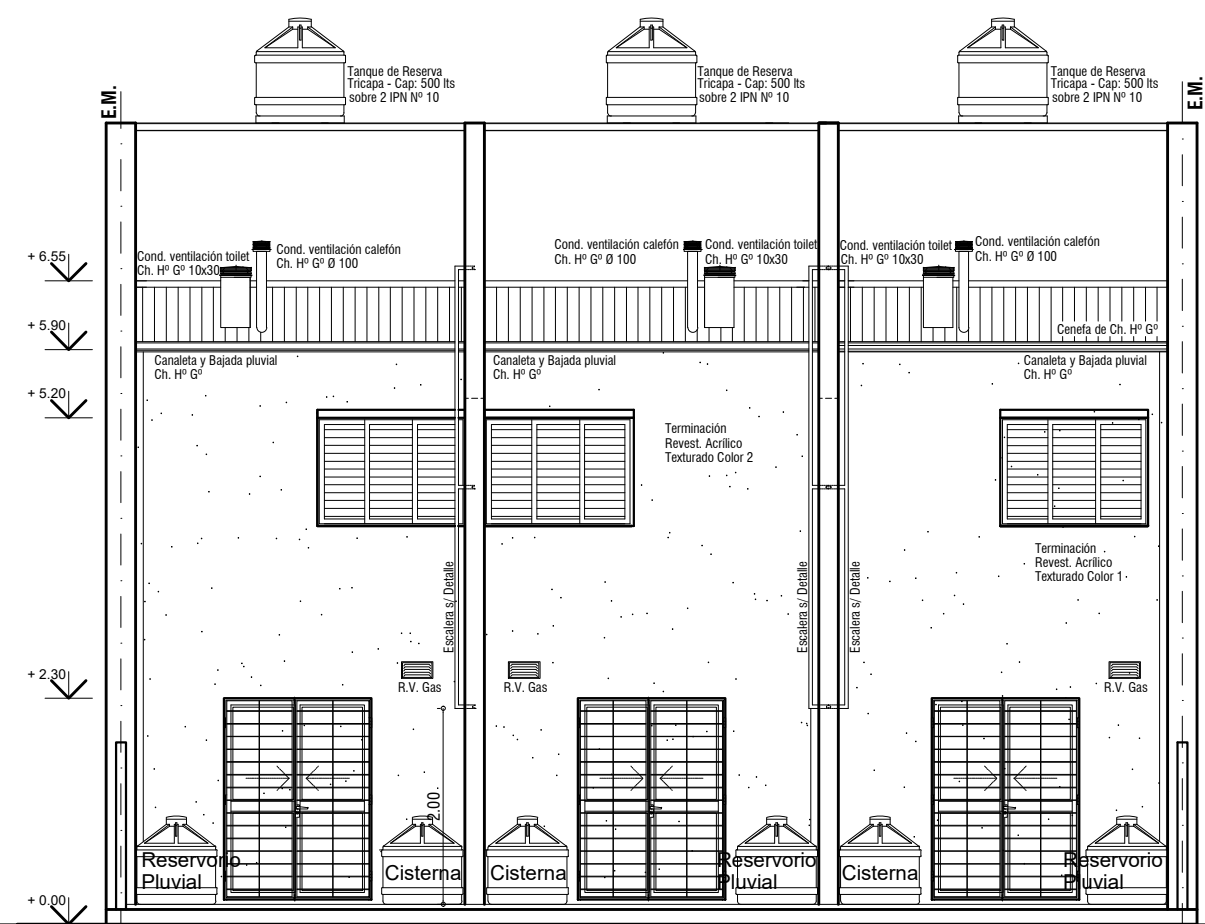 Tanque de Reserva
Tricapa - Cap: 500 lts
sobre 2 IPN Nº 10
Tanque de Reserva
Tricapa - Cap: 500 lts
sobre 2 IPN Nº 10
Tanque de Reserva
Tricapa - Cap: 500 lts
sobre 2 IPN Nº 10
E.M.
E.M.
+ 6.55
Cond. ventilación toilet
Ch. Hº Gº 10x30
Cond. ventilación calefón
Ch. Hº Gº Ø 100
Cond. ventilación calefón
Ch. Hº Gº Ø 100
Cond. ventilación toilet
Ch. Hº Gº 10x30
Cond. ventilación toilet
Ch. Hº Gº 10x30
Cond. ventilación calefón
Ch. Hº Gº Ø 100
+ 5.90
Cenefa de Ch. Hº Gº
Canaleta y Bajada pluvial
Ch. Hº Gº
Canaleta y Bajada pluvial
Ch. Hº Gº
Canaleta y Bajada pluvial
Ch. Hº Gº
+ 5.20
Terminación
Revest. Acrílico
Texturado Color 2
Terminación
Revest. Acrílico
Texturado Color 1
Escalera s/ Detalle
Escalera s/ Detalle
Escalera s/ Detalle
+ 2.30
R.V. Gas
R.V. Gas
R.V. Gas
2.00
Reservorio
Pluvial
Cisterna
Cisterna
Reservorio
Pluvial
Cisterna
Reservorio
Pluvial
+ 0.00